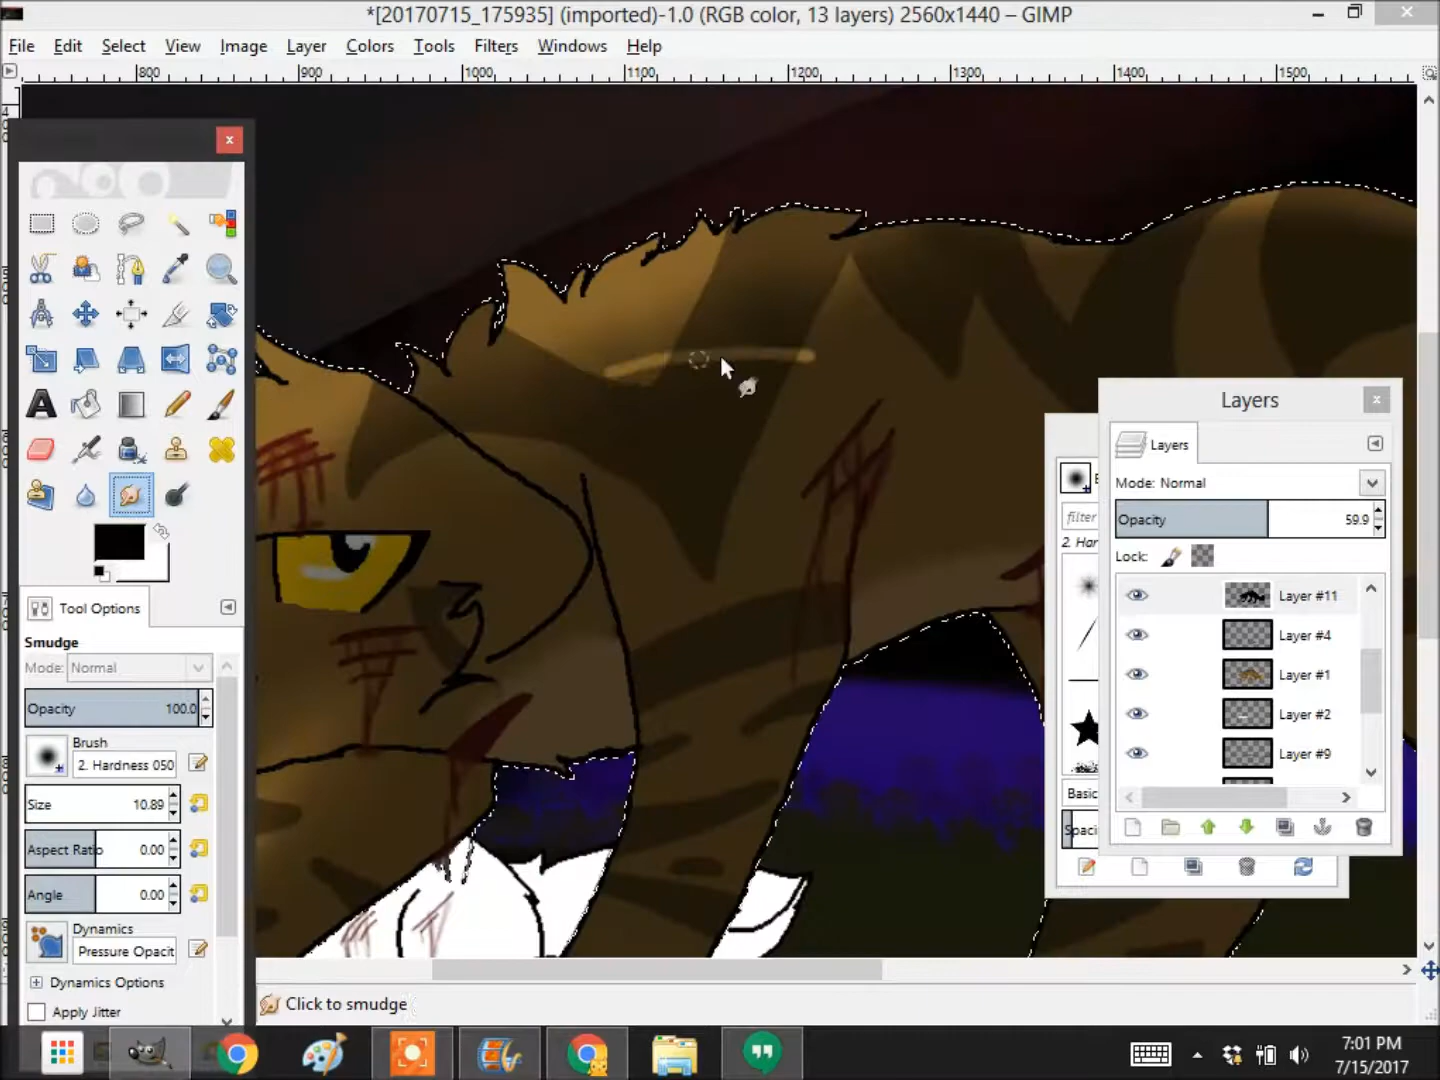 *[20170715_175935] (imported)-1.0 (RGB color, 13 layers) 2560x1440 – GIMP
File Edit Select View Image Layer Colors Tools Filters Windows Help
800 900 1000 1100 1200 1300 1400 1500
Tool Options
Smudge
Mode: Normal
Opacity 100.0
Brush
2. Hardness 050
Size 10.89
Aspect Ratio 0.00
Angle 0.00
Dynamics
Pressure Opacit
Dynamics Options
Apply Jitter
Click to smudge
filter
2. Har
Basic
Spaci
Layers
Layers
Mode: Normal
Opacity 59.9
Lock:
Layer #11
Layer #4
Layer #1
Layer #2
Layer #9
7:01 PM
7/15/2017